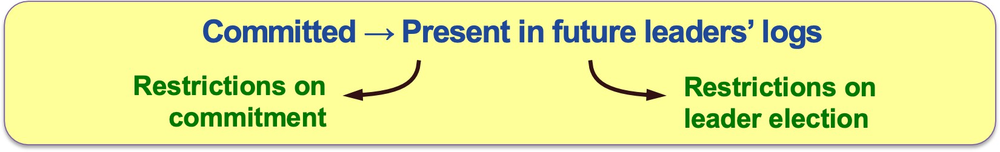 Committed → Present in future leaders’ logs
Restrictions on
commitment
Restrictions on
leader election